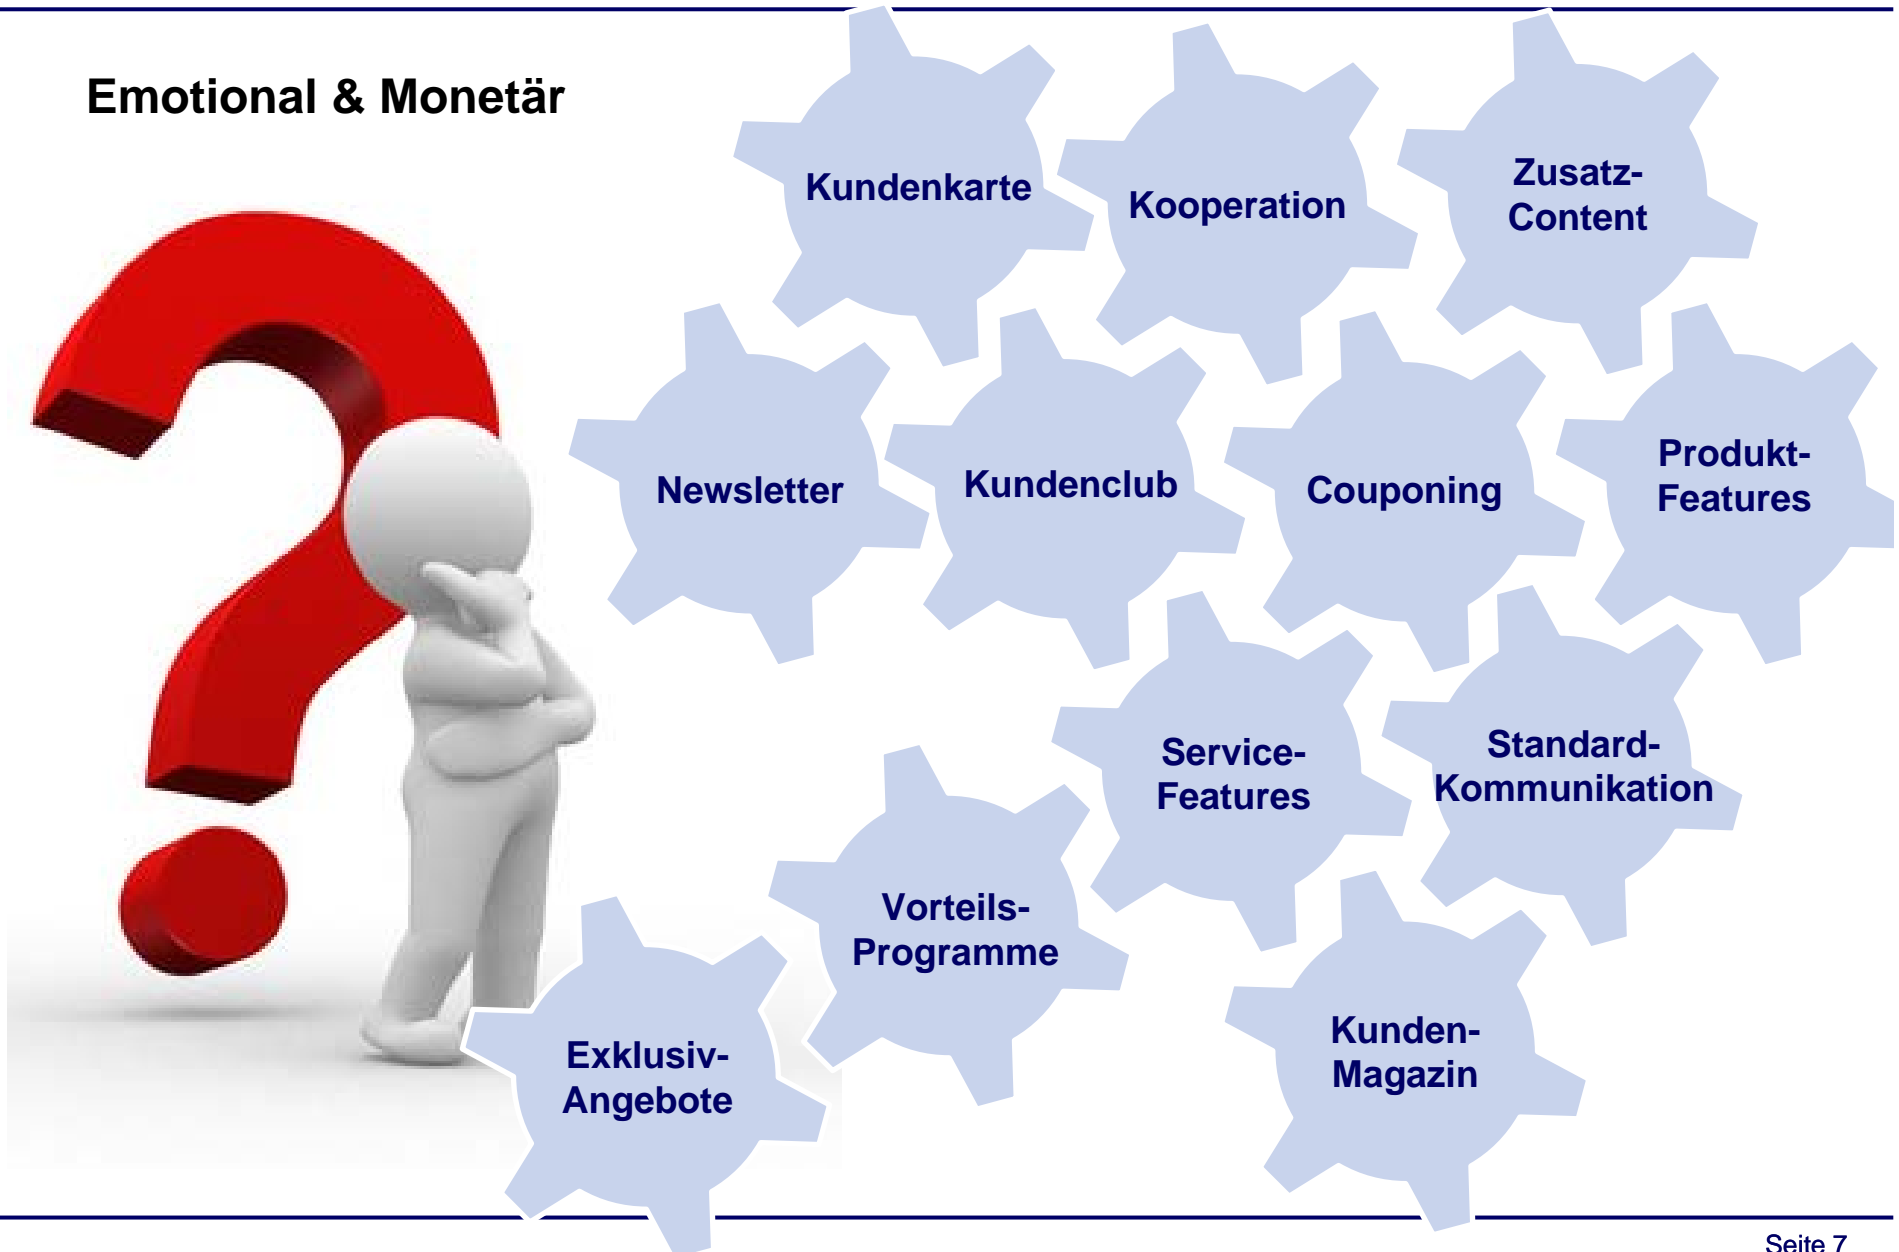 Emotional & Monetär
Kundenkarte
Kooperation
Zusatz-
Content
Newsletter
Kundenclub
Couponing
Produkt-
Features
Service-
Features
Standard-
Kommunikation
Vorteils-
Programme
Exklusiv-
Angebote
Kunden-
Magazin
Seite 7